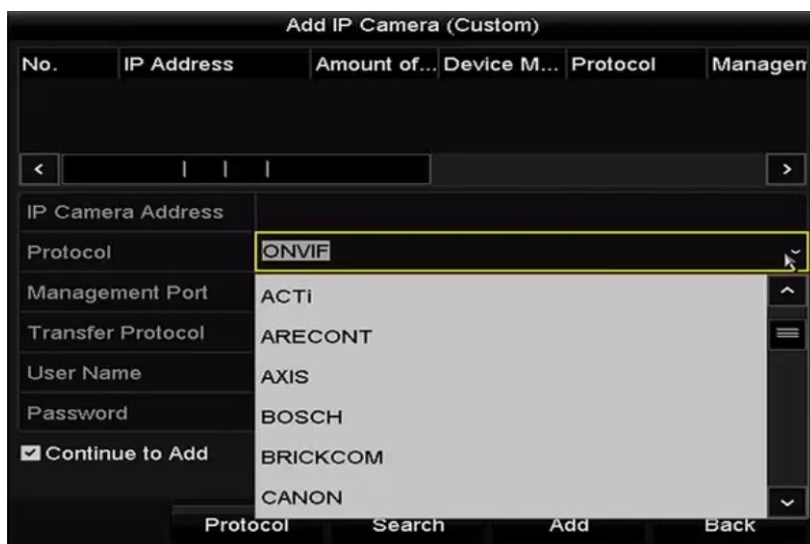 Add IP Camera (Custom)
No. IP Address Amount of... Device M... Protocol Managem
IP Camera Address
Protocol ONVIF
Management Port ACTi
Transfer Protocol ARECONT
User Name AXIS
Password BOSCH
Continue to Add BRICKCOM
CANON
Protocol Search Add Back